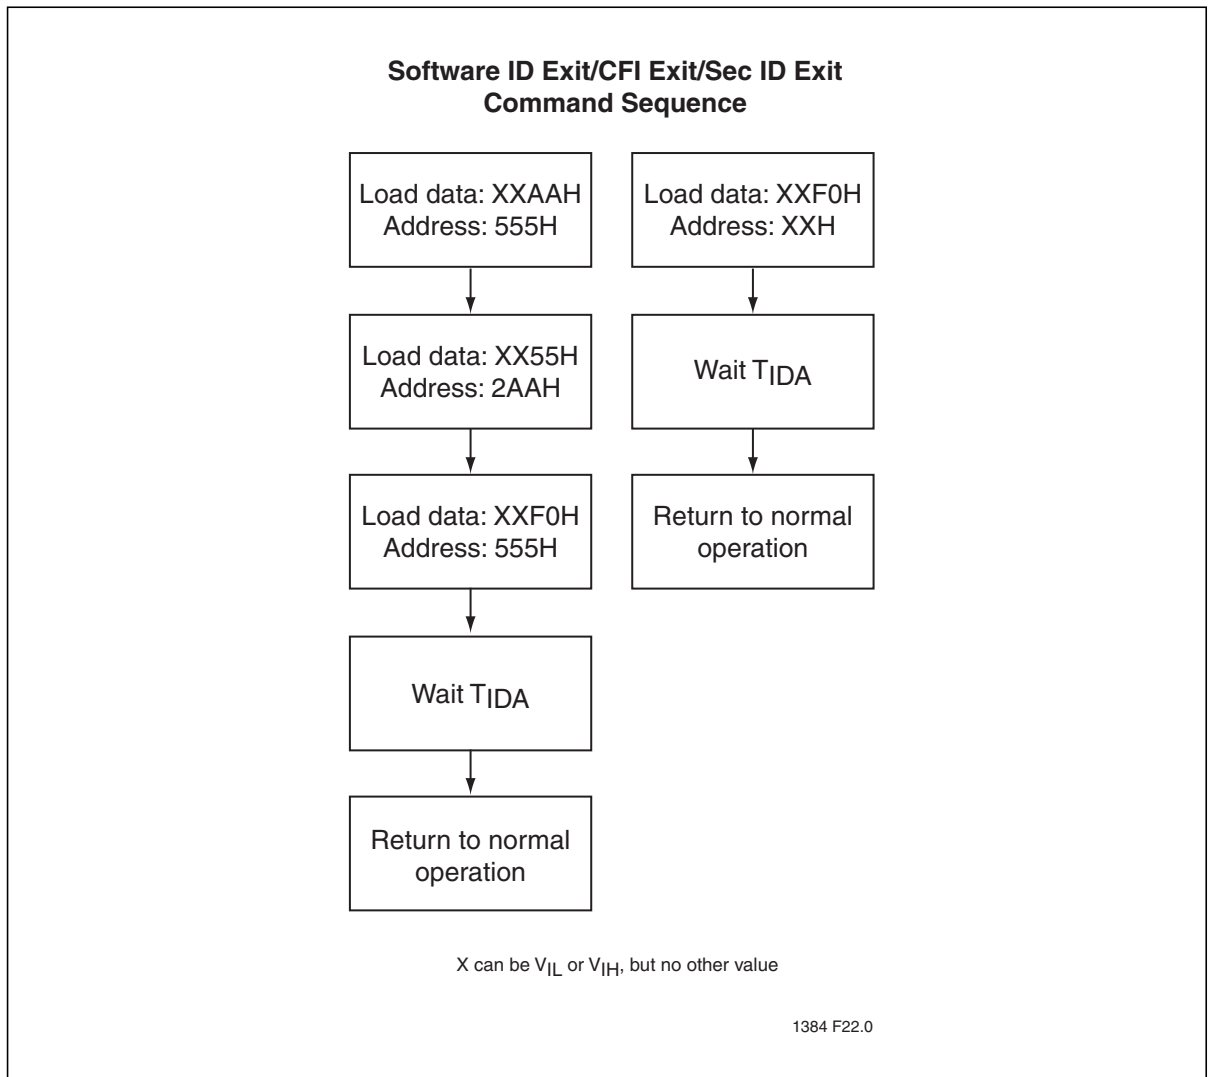 Software ID Exit/CFI Exit/Sec ID Exit
Command Sequence
Load data: XXAAH
Address: 555H
Load data: XX55H
Address: 2AAH
Load data: XXF0H
Address: 555H
Wait TIDA
Return to normal
operation
Load data: XXF0H
Address: XXH
Wait TIDA
Return to normal
operation
X can be VIL or VIH, but no other value
1384 F22.0